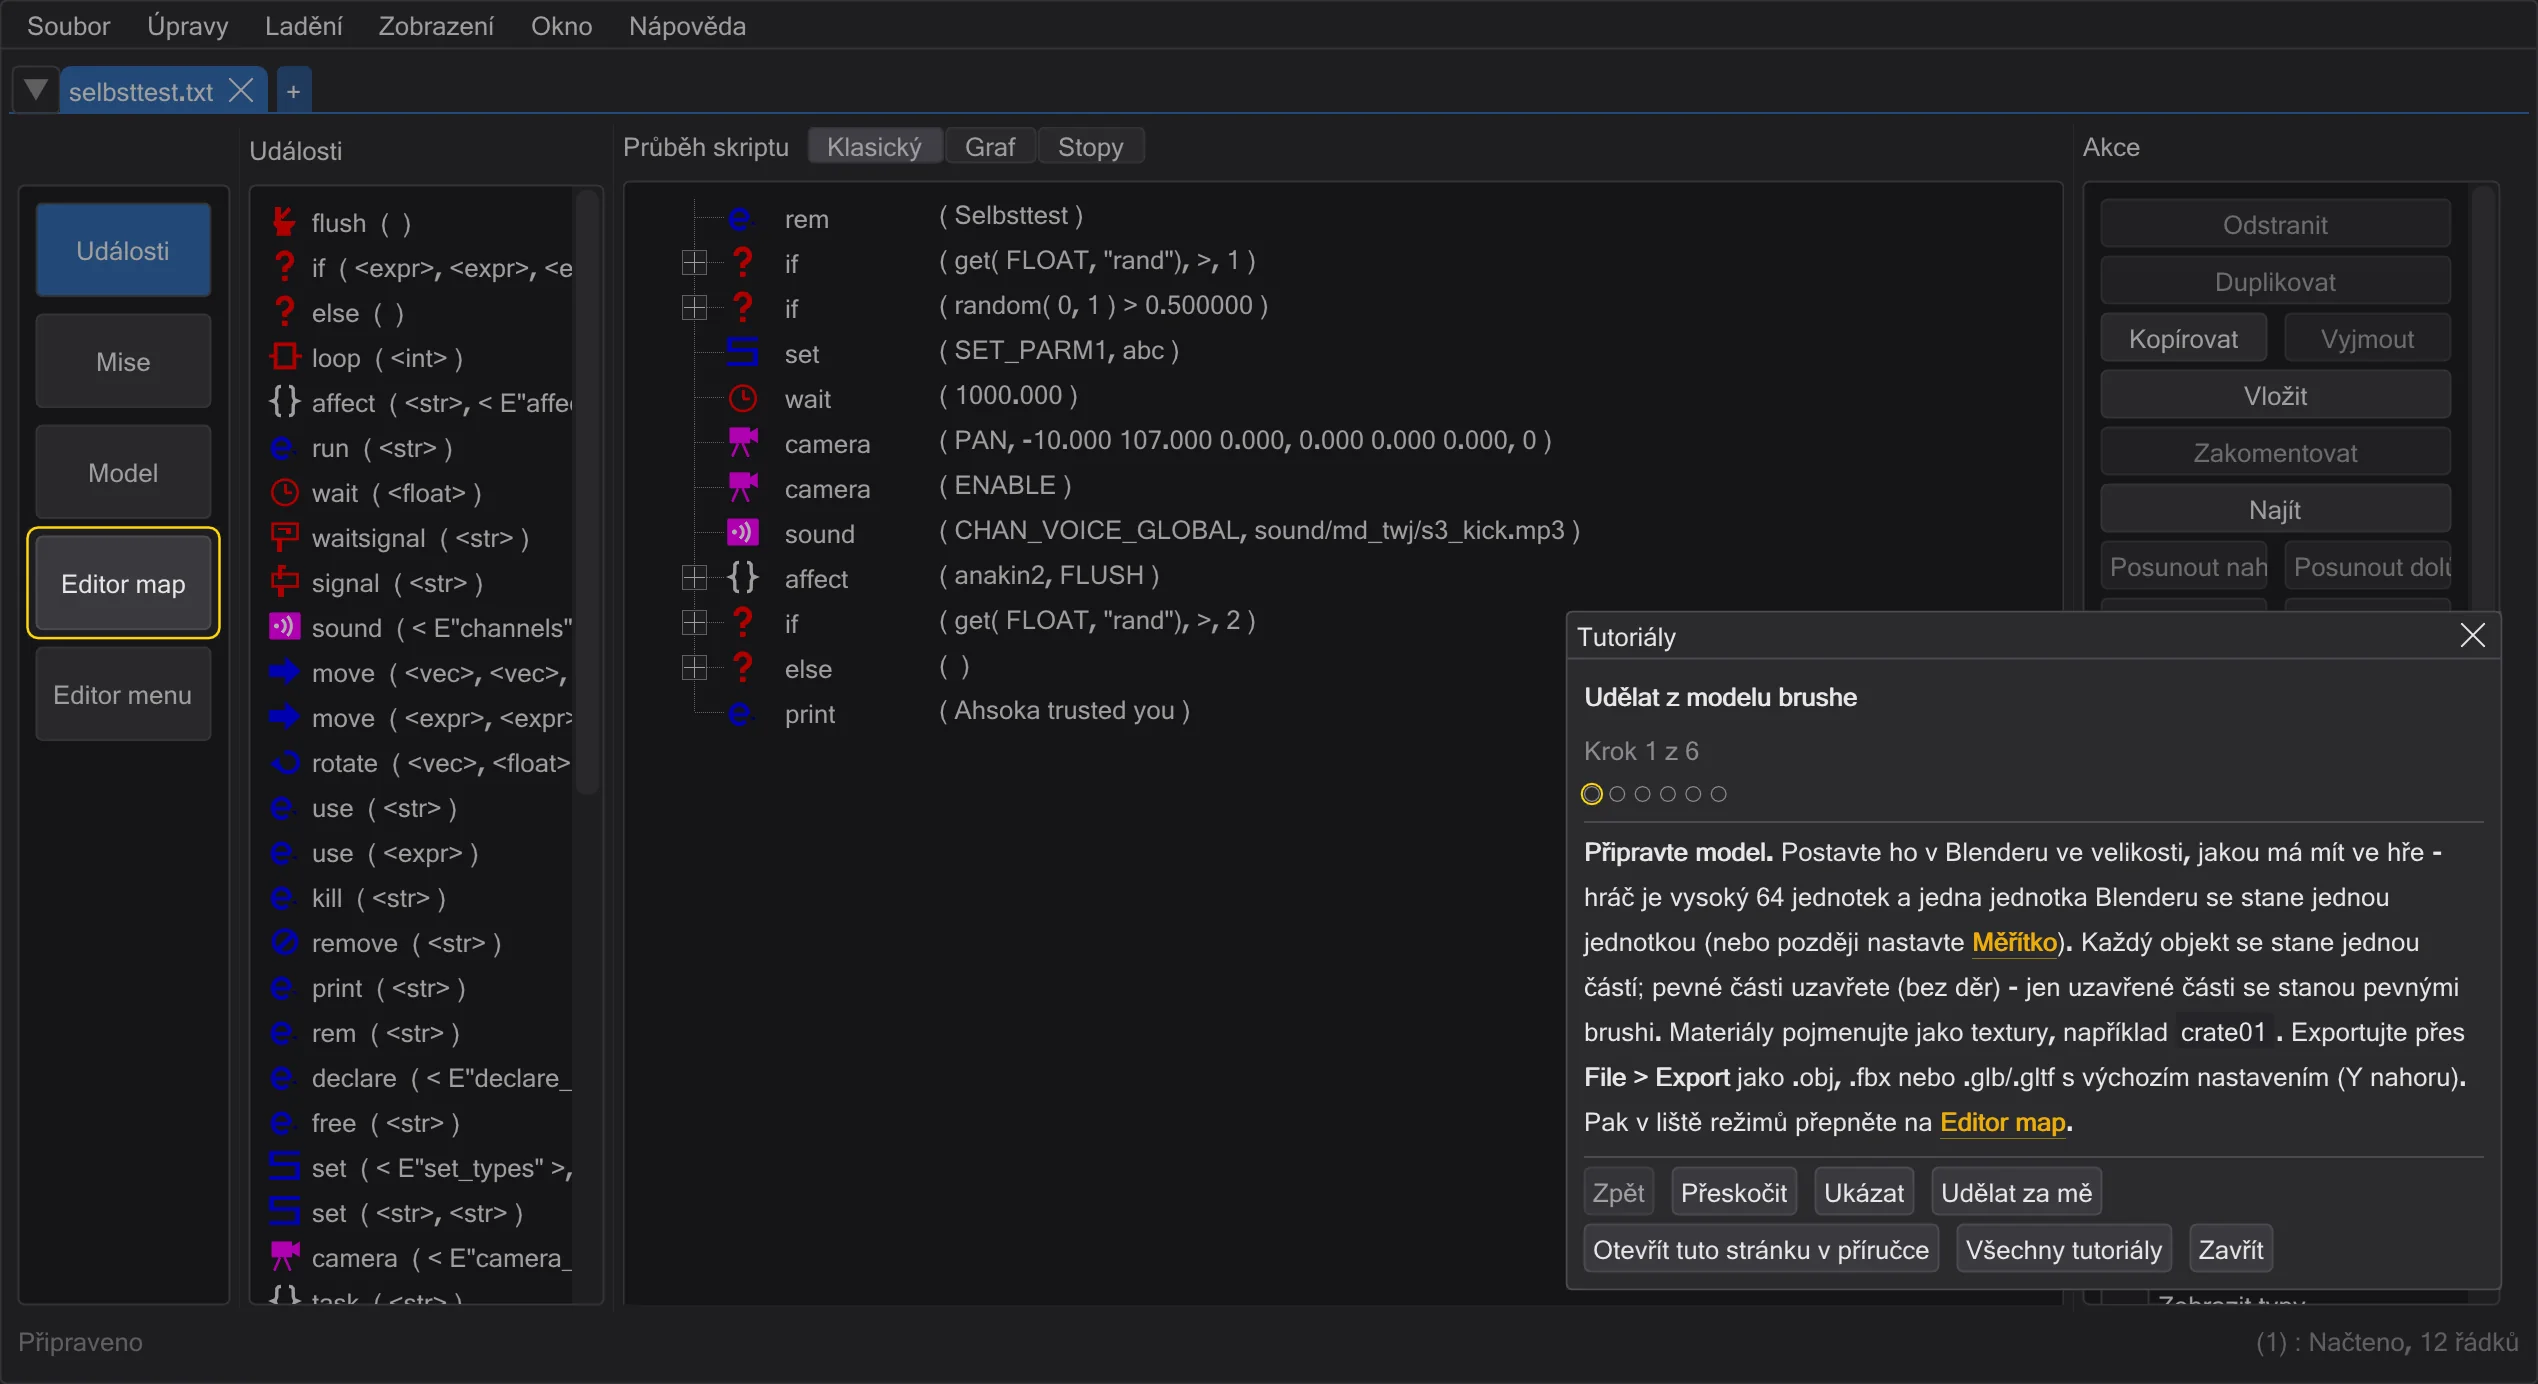 Soubor Úpravy Ladění Zobrazení Okno Nápověda
selbsttest.txt +
Události
Mise
Model
Editor map
Editor menu
Události
flush ( )
if ( <expr>, <expr>, <e
else ( )
loop ( <int> )
affect ( <str>, < E"affe
run ( <str> )
wait ( <float> )
waitsignal ( <str> )
signal ( <str> )
sound ( < E"channels"
move ( <vec>, <vec>,
move ( <expr>, <expr>
rotate ( <vec>, <float>
use ( <str> )
use ( <expr> )
kill ( <str> )
remove ( <str> )
print ( <str> )
rem ( <str> )
declare ( < E"declare_
free ( <str> )
set ( < E"set_types" >,
set ( <str>, <str> )
camera ( < E"camera_
task ( <str> )
Průběh skriptu Klasický Graf Stopy
rem ( Selbsttest )
if ( get( FLOAT, "rand"), >, 1 )
if ( random( 0, 1 ) > 0.500000 )
set ( SET_PARM1, abc )
wait ( 1000.000 )
camera ( PAN, -10.000 107.000 0.000, 0.000 0.000 0.000, 0 )
camera ( ENABLE )
sound ( CHAN_VOICE_GLOBAL, sound/md_twj/s3_kick.mp3 )
affect ( anakin2, FLUSH )
if ( get( FLOAT, "rand"), >, 2 )
else ( )
print ( Ahsoka trusted you )
Akce
Odstranit
Duplikovat
Kopírovat Vyjmout
Vložit
Zakomentovat
Najít
Posunout nah Posunout dolů
Tutoriály
Udělat z modelu brushe
Krok 1 z 6
Připravte model. Postavte ho v Blenderu ve velikosti, jakou má mít ve hře -
hráč je vysoký 64 jednotek a jedna jednotka Blenderu se stane jednou
jednotkou (nebo později nastavte Měřítko). Každý objekt se stane jednou
částí; pevné části uzavřete (bez děr) - jen uzavřené části se stanou pevnými
brushi. Materiály pojmenujte jako textury, například crate01 . Exportujte přes
File > Export jako .obj, .fbx nebo .glb/.gltf s výchozím nastavením (Y nahoru).
Pak v liště režimů přepněte na Editor map.
Zpět Přeskočit Ukázat Udělat za mě
Otevřít tuto stránku v příručce Všechny tutoriály Zavřít
Zobrazit typy
Připraveno
(1) : Načteno, 12 řádků